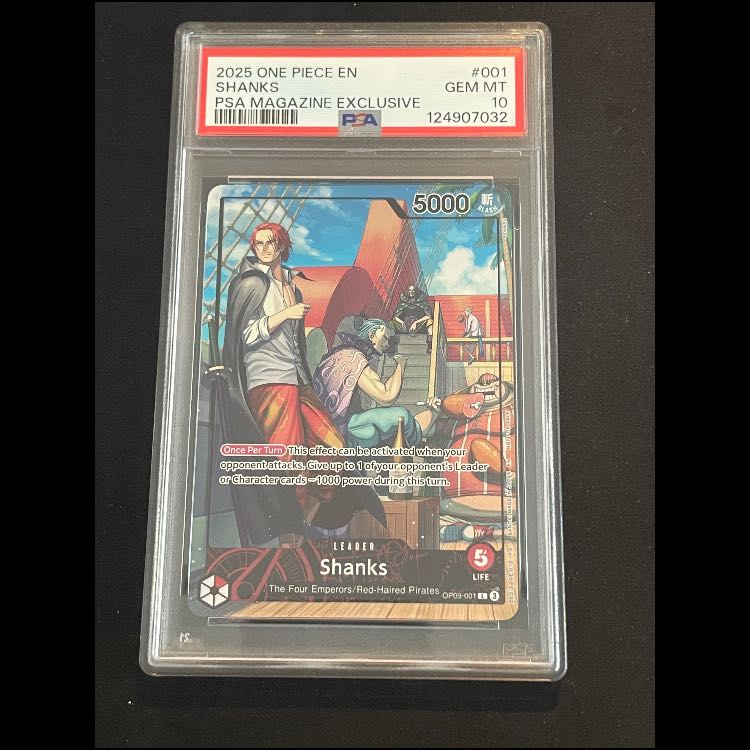 2025 ONE PIECE EN #001
SHANKS GEM MT
PSA MAGAZINE EXCLUSIVE 10
PSA 124907032
5000 斬
SLASH
Once Per Turn This effect can be activated when your
opponent attacks. Give up to 1 of your opponent's Leader
or Character cards −1000 power during this turn.
LEADER
Shanks
5
LIFE
The Four Emperors/Red-Haired Pirates OP09-001 L 3
PSA